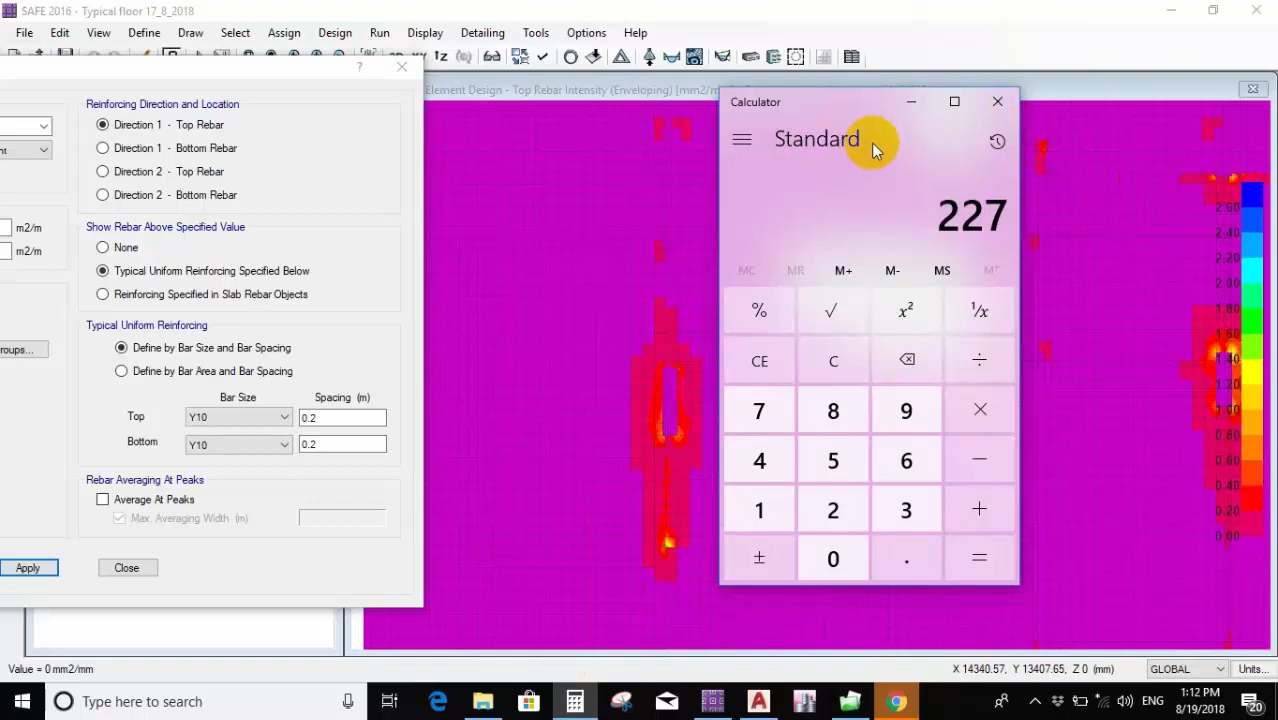 SAFE 2016 - Typical floor 17_8_2018
File Edit View Define Draw Select Assign Design Run Display Detailing Tools Options Help
Element Design - Top Rebar Intensity (Enveloping) [mm2/m
Reinforcing Direction and Location
Direction 1 - Top Rebar
Direction 1 - Bottom Rebar
Direction 2 - Top Rebar
Direction 2 - Bottom Rebar
m2/m
m2/m
Show Rebar Above Specified Value
None
Typical Uniform Reinforcing Specified Below
Reinforcing Specified in Slab Rebar Objects
Typical Uniform Reinforcing
roups...
Define by Bar Size and Bar Spacing
Define by Bar Area and Bar Spacing
Bar Size Spacing (m)
Top Y10 0.2
Bottom Y10 0.2
Rebar Averaging At Peaks
Average At Peaks
Max. Averaging Width (m)
Apply Close
Calculator
Standard
227
MC MR M+ M- MS M˅
% √ x² ¹/x
CE C ⌫ ÷
7 8 9 ×
4 5 6 −
1 2 3 +
± 0 . =
2.60
2.40
2.20
2.00
1.80
1.60
1.40
1.20
1.00
0.80
0.60
0.40
0.20
0.00
Value = 0 mm2/mm
X 14340.57, Y 13407.65, Z 0 (mm) GLOBAL Units...
Type here to search
ENG
1:12 PM
8/19/2018
20